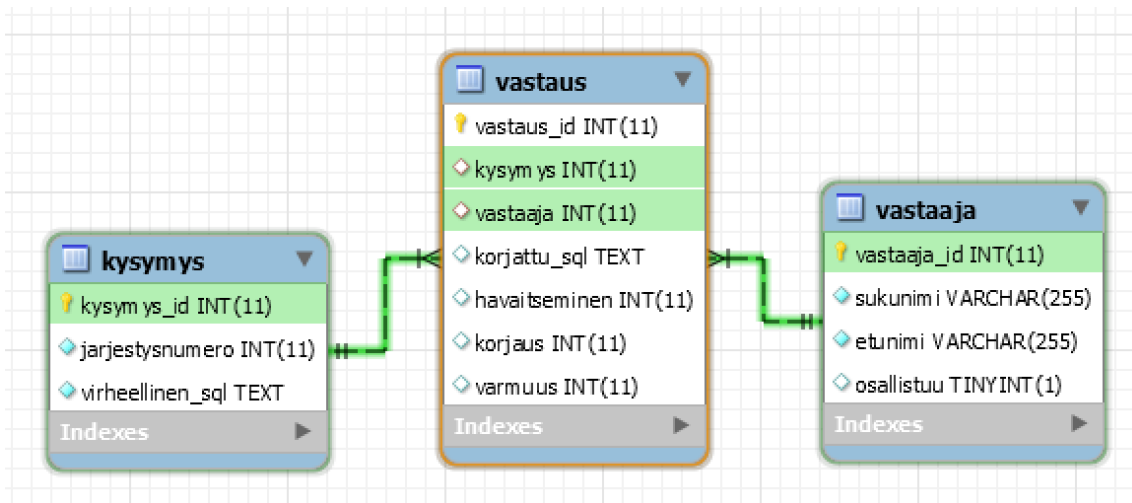 kysymys
kysymys_id INT(11)
jarjestysnumero INT(11)
virheellinen_sql TEXT
Indexes
vastaus
vastaus_id INT(11)
kysymys INT(11)
vastaaja INT(11)
korjattu_sql TEXT
havaitseminen INT(11)
korjaus INT(11)
varmuus INT(11)
Indexes
vastaaja
vastaaja_id INT(11)
sukunimi VARCHAR(255)
etunimi VARCHAR(255)
osallistuu TINYINT(1)
Indexes